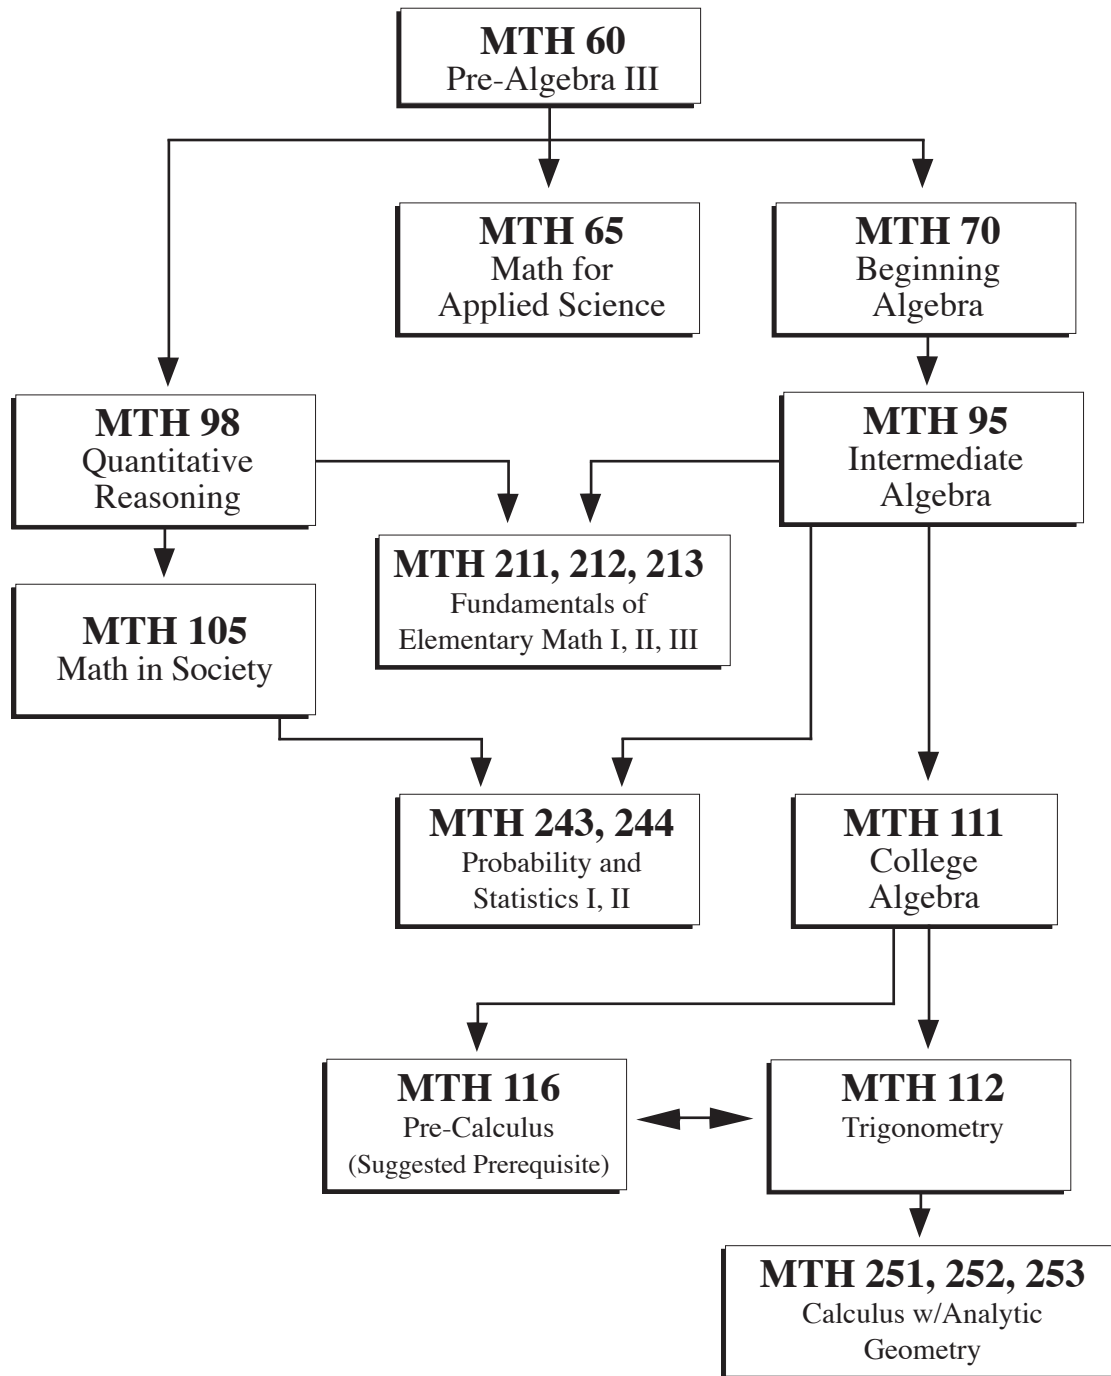 MTH 60
Pre-Algebra III
MTH 65
Math for
Applied Science
MTH 70
Beginning
Algebra
MTH 98
Quantitative
Reasoning
MTH 95
Intermediate
Algebra
MTH 211, 212, 213
Fundamentals of
Elementary Math I, II, III
MTH 105
Math in Society
MTH 243, 244
Probability and
Statistics I, II
MTH 111
College
Algebra
MTH 116
Pre-Calculus
(Suggested Prerequisite)
MTH 112
Trigonometry
MTH 251, 252, 253
Calculus w/Analytic
Geometry